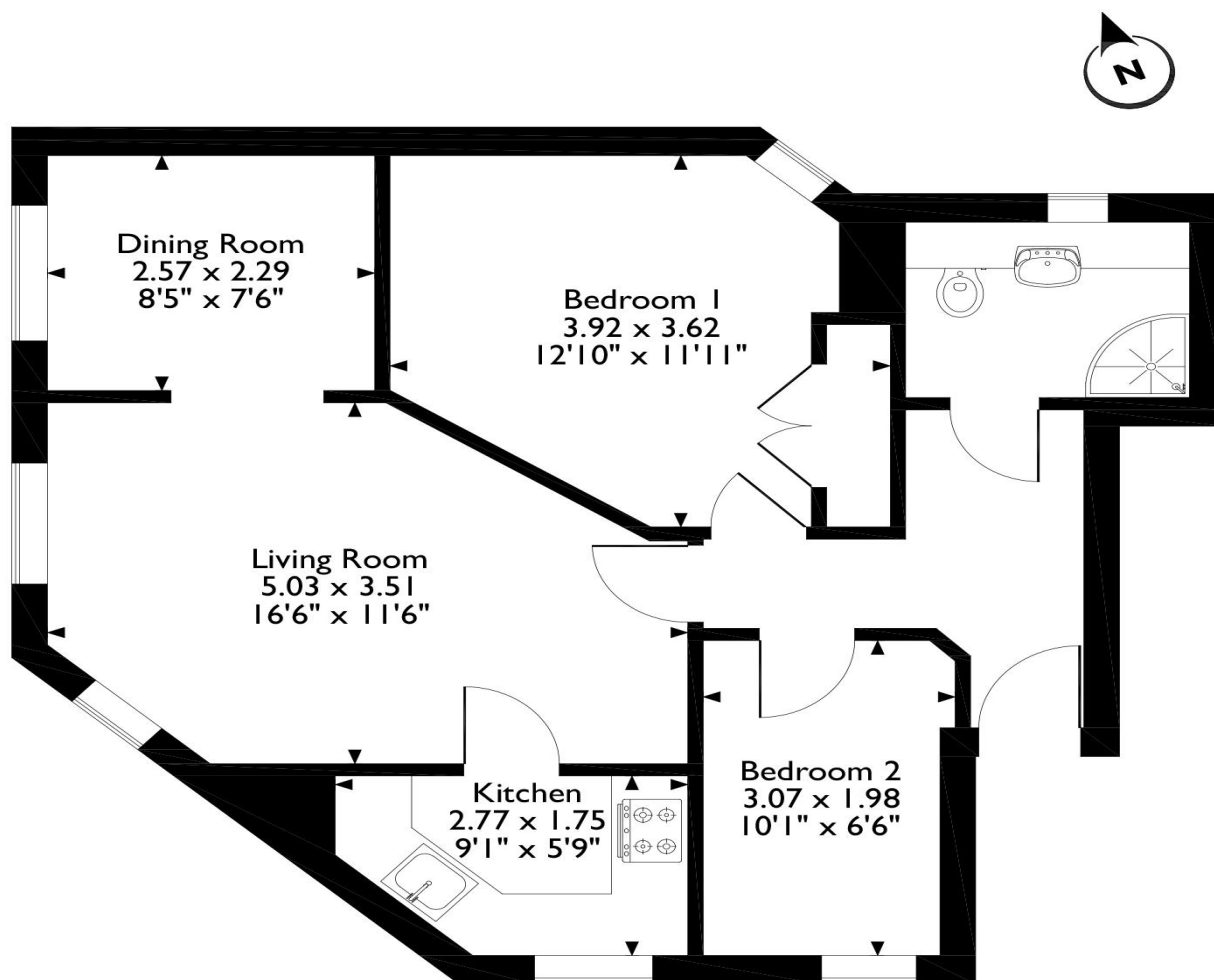 N
Dining Room
2.57 x 2.29
8'5" x 7'6"
Bedroom 1
3.92 x 3.62
12'10" x 11'11"
Living Room
5.03 x 3.51
16'6" x 11'6"
Kitchen
2.77 x 1.75
9'1" x 5'9"
Bedroom 2
3.07 x 1.98
10'1" x 6'6"